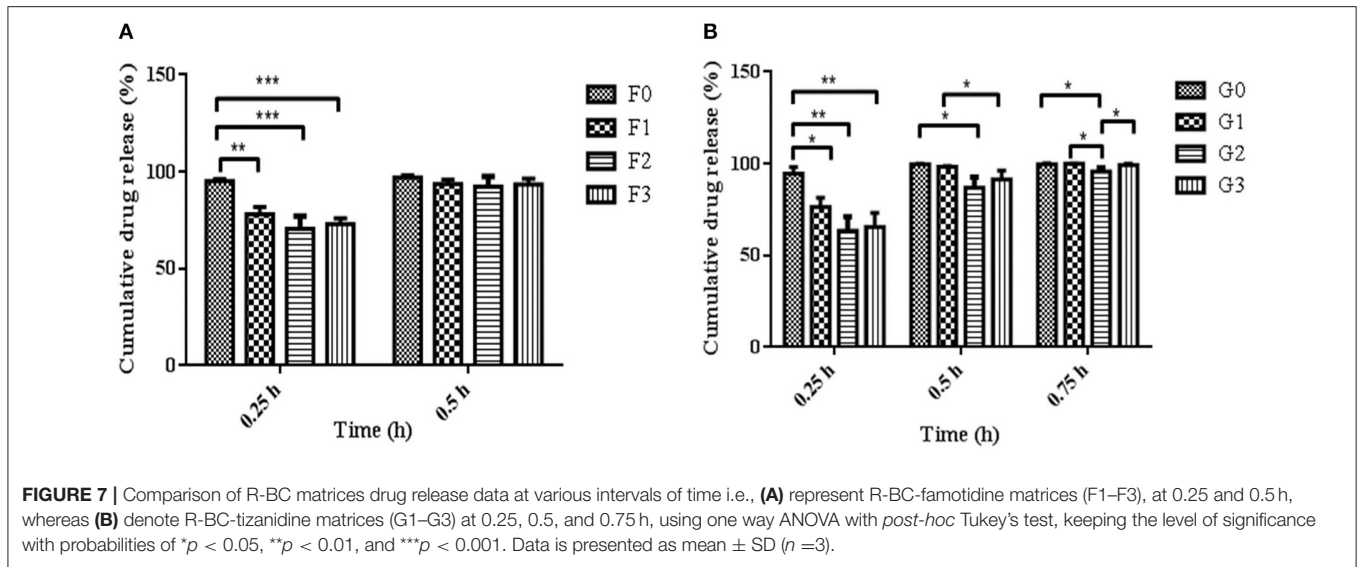 A
Cumulative drug release (%)
150
100
50
0
***
***
**
F0
F1
F2
F3
0.25 h
0.5 h
Time (h)
B
Cumulative drug release (%)
150
100
50
0
**
**
*
*
*
*
*
*
G0
G1
G2
G3
0.25 h
0.5 h
0.75 h
Time (h)
FIGURE 7 | Comparison of R-BC matrices drug release data at various intervals of time i.e., (A) represent R-BC-famotidine matrices (F1–F3), at 0.25 and 0.5 h,
whereas (B) denote R-BC-tizanidine matrices (G1–G3) at 0.25, 0.5, and 0.75 h, using one way ANOVA with post-hoc Tukey's test, keeping the level of significance
with probabilities of *p < 0.05, **p < 0.01, and ***p < 0.001. Data is presented as mean ± SD (n =3).